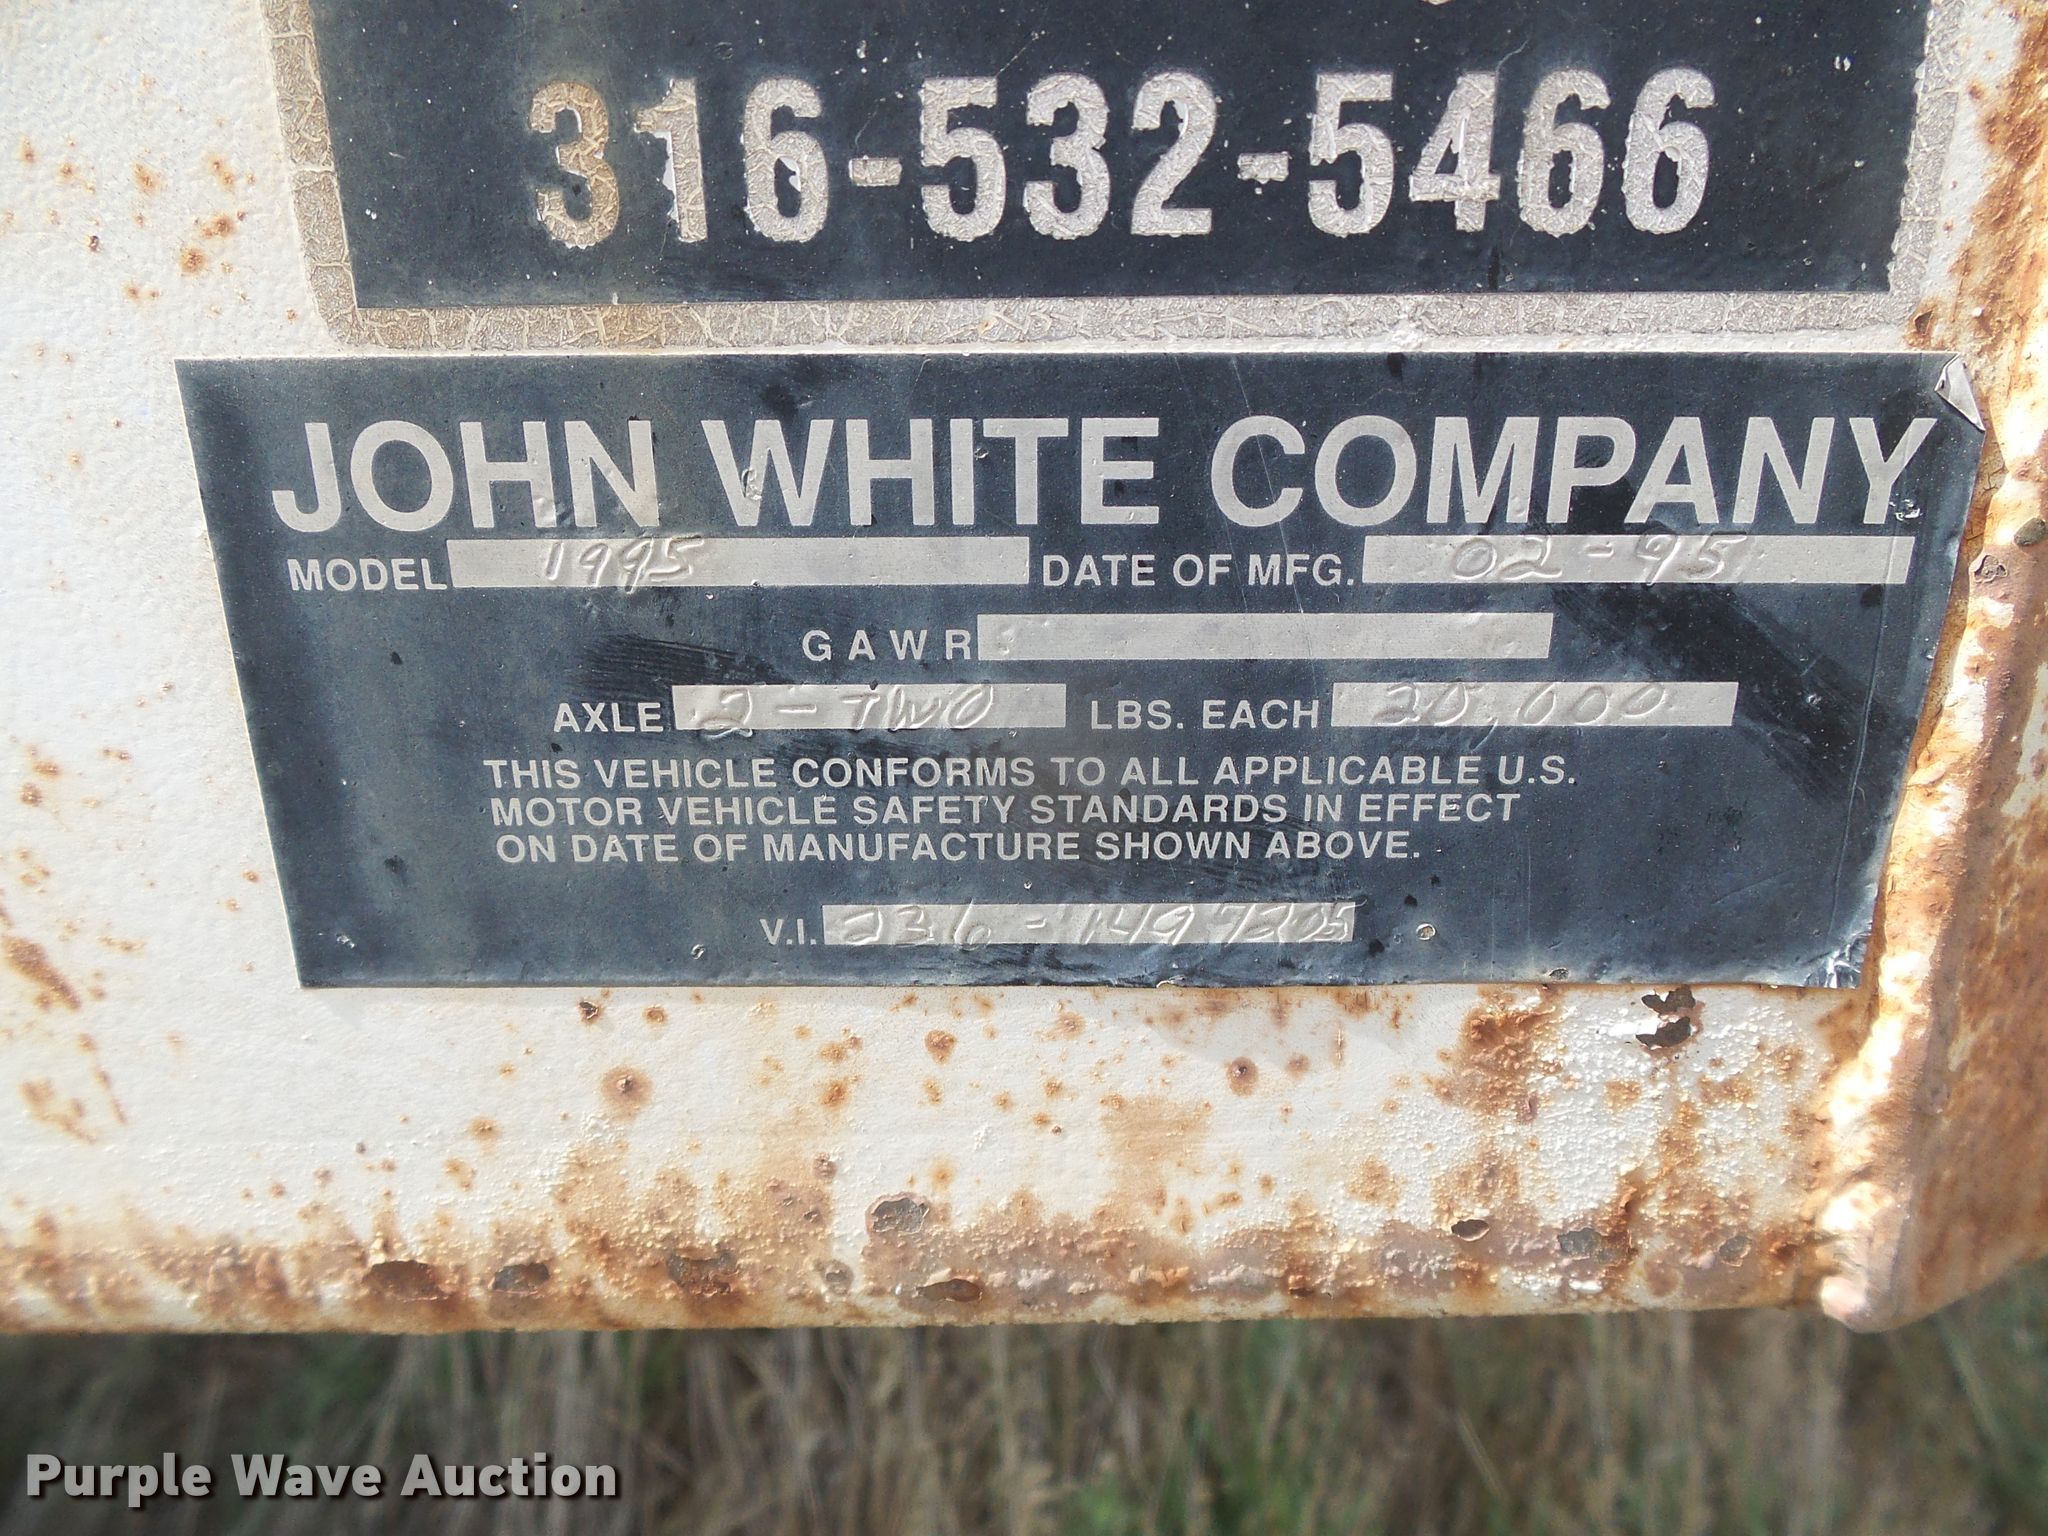 316-532-5466
JOHN WHITE COMPANY
MODEL 1995 DATE OF MFG. 02-95
GAWR
AXLE 2-TWO LBS. EACH 20,000
THIS VEHICLE CONFORMS TO ALL APPLICABLE U.S.
MOTOR VEHICLE SAFETY STANDARDS IN EFFECT
ON DATE OF MANUFACTURE SHOWN ABOVE.
V.I. 236-1497205
Purple Wave Auction